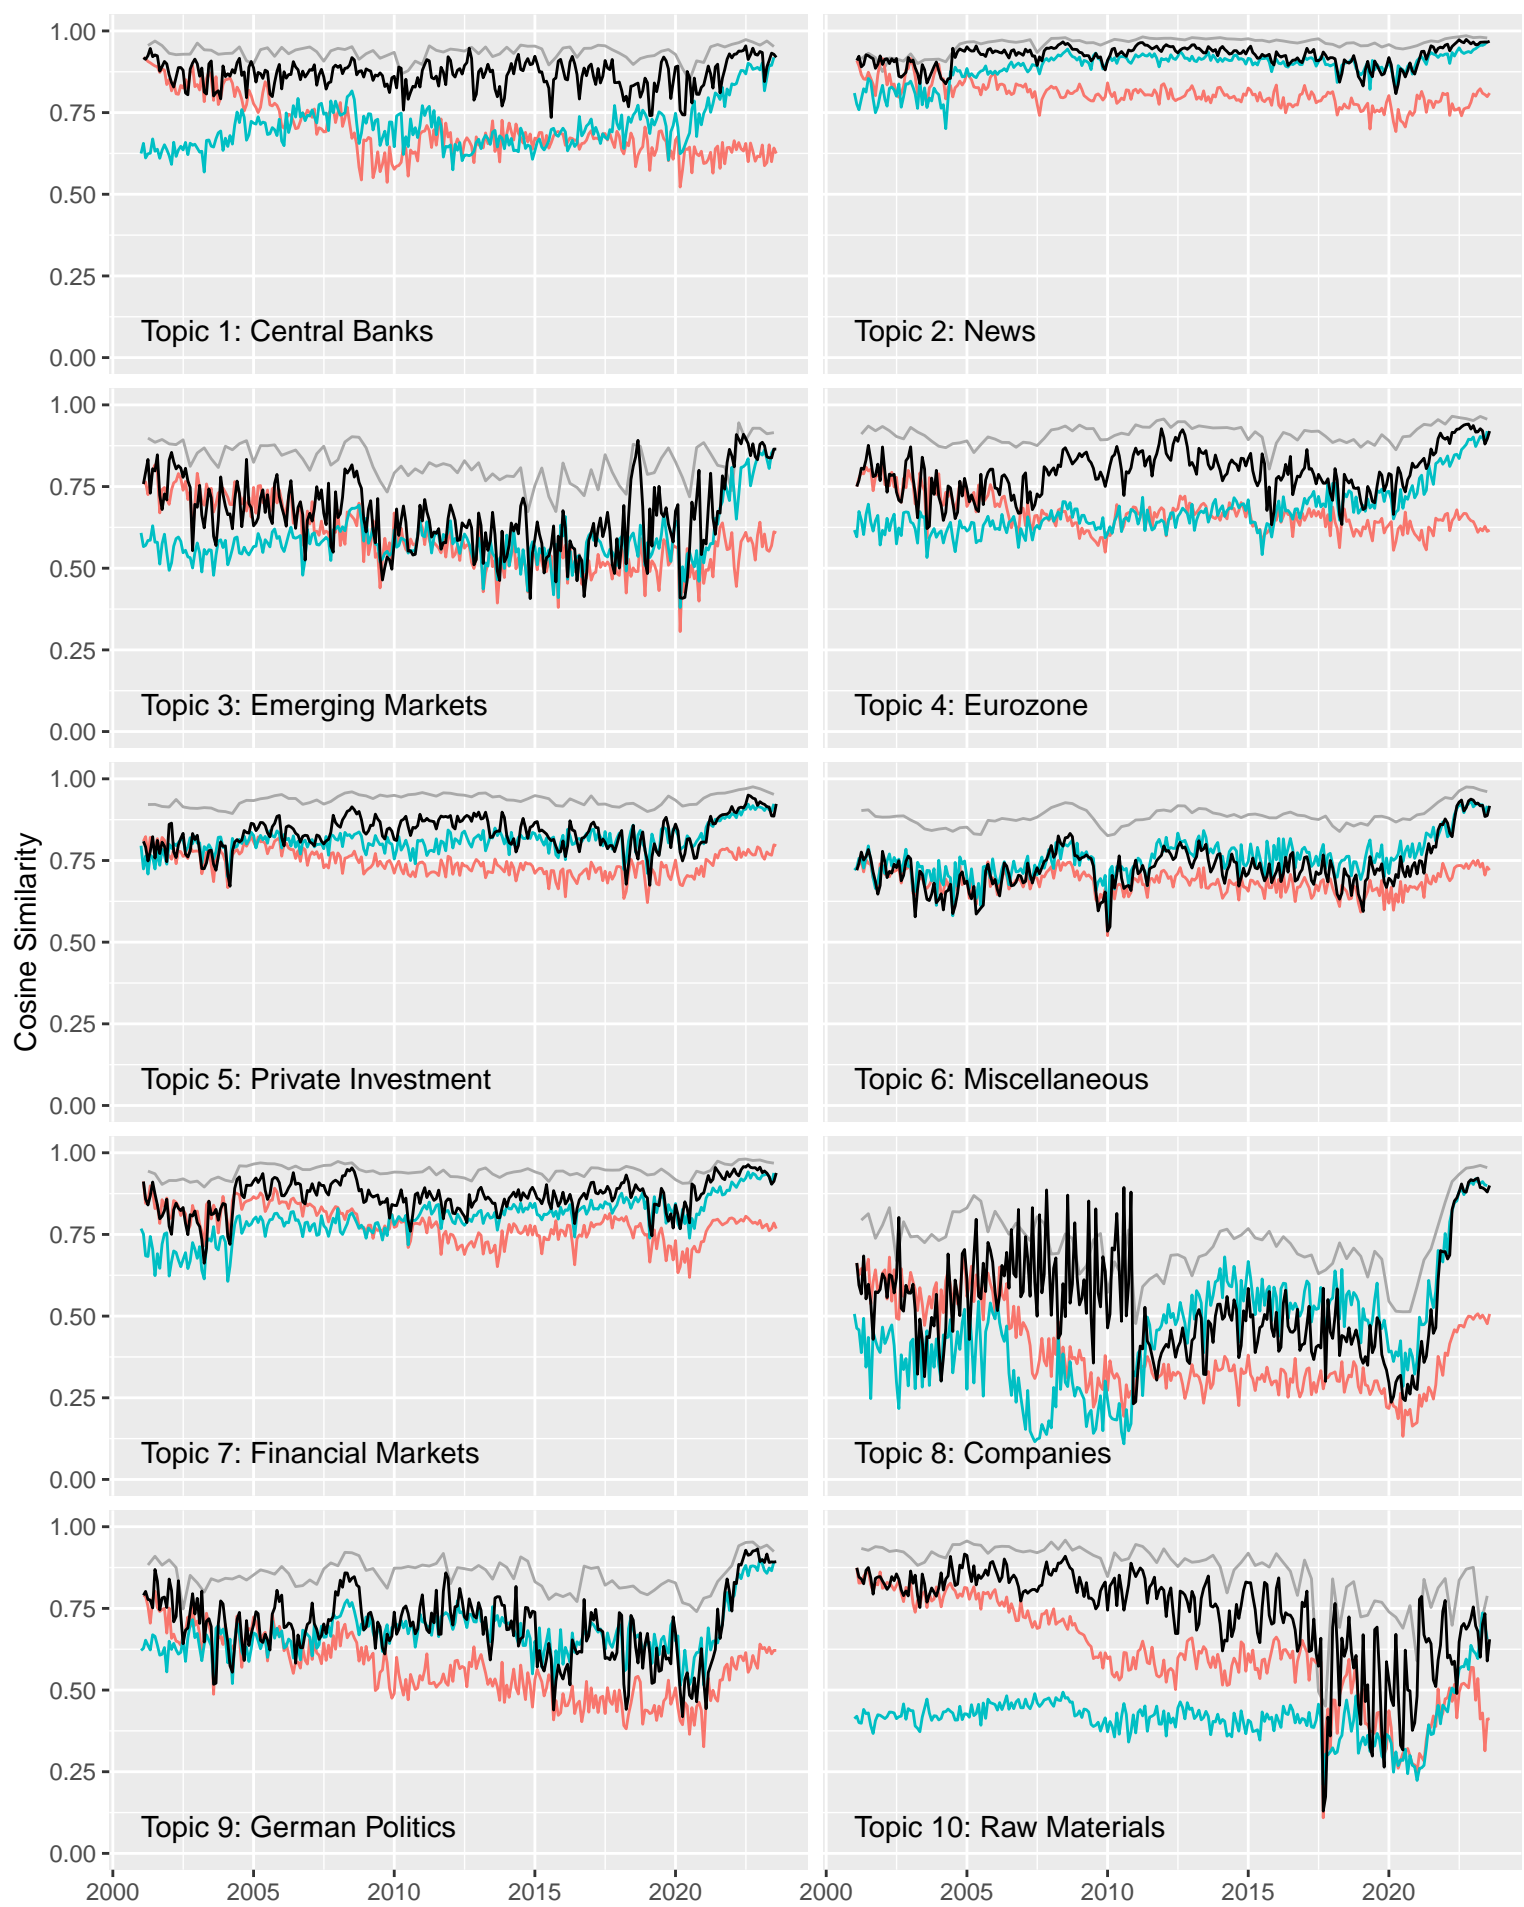 1.00
0.75
0.50
0.25
0.00
Topic 1: Central Banks
Topic 2: News
1.00
0.75
0.50
0.25
0.00
Topic 3: Emerging Markets
Topic 4: Eurozone
Cosine Similarity
1.00
0.75
0.50
0.25
0.00
Topic 5: Private Investment
Topic 6: Miscellaneous
1.00
0.75
0.50
0.25
0.00
Topic 7: Financial Markets
Topic 8: Companies
1.00
0.75
0.50
0.25
0.00
Topic 9: German Politics
Topic 10: Raw Materials
2000 2005 2010 2015 2020 2000 2005 2010 2015 2020